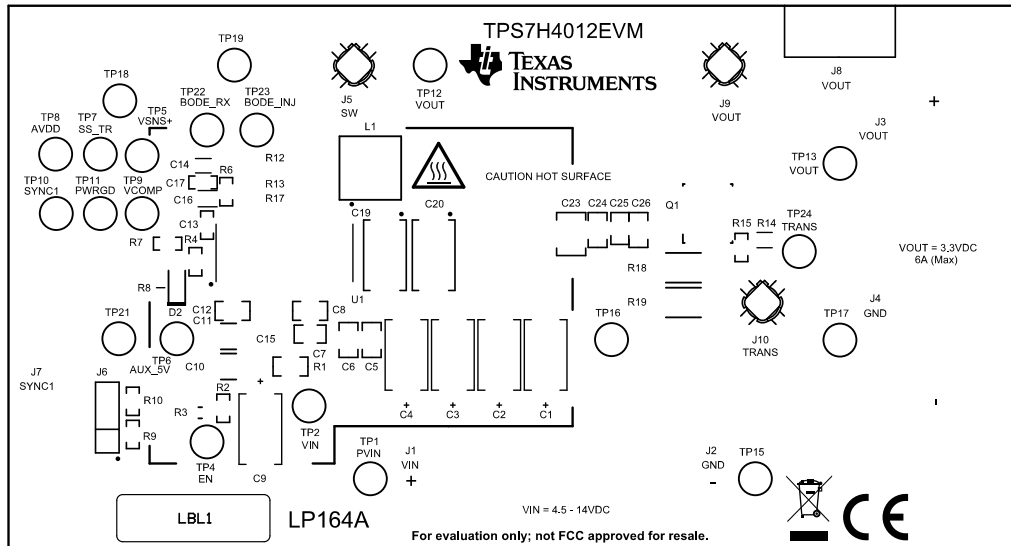 TPS7H4012EVM
TEXAS
INSTRUMENTS
TP19
TP18
TP22
BODE_RX
TP23
BODE_INJ
J5
SW
TP12
VOUT
J9
VOUT
J8
VOUT
+
J3
VOUT
TP8
AVDD
TP7
SS_TR
TP5
VSNS+
L1
CAUTION HOT SURFACE
R12
C14
R6
C17
R13
R17
C16
TP13
VOUT
TP10
SYNC1
TP11
PWRGD
TP9
VCOMP
C13
C19
C20
C23
C24
C25
C26
Q1
R15
R14
TP24
TRANS
R7
R4
VOUT = 3.3VDC
6A (Max)
R18
R8
D2
C12
C11
C8
U1
R19
TP21
TP6
AUX_5V
C10
C15
C7
R1
C6
C5
TP16
J10
TRANS
TP17
J4
GND
-
J7
SYNC1
J6
R10
R9
R3
R2
+
TP4
EN
C9
TP2
VIN
+
C4
+
C3
+
C2
+
C1
TP1
PVIN
J1
VIN
+
J2
GND
-
TP15
LBL1
LP164A
VIN = 4.5 - 14VDC
For evaluation only; not FCC approved for resale.
CE